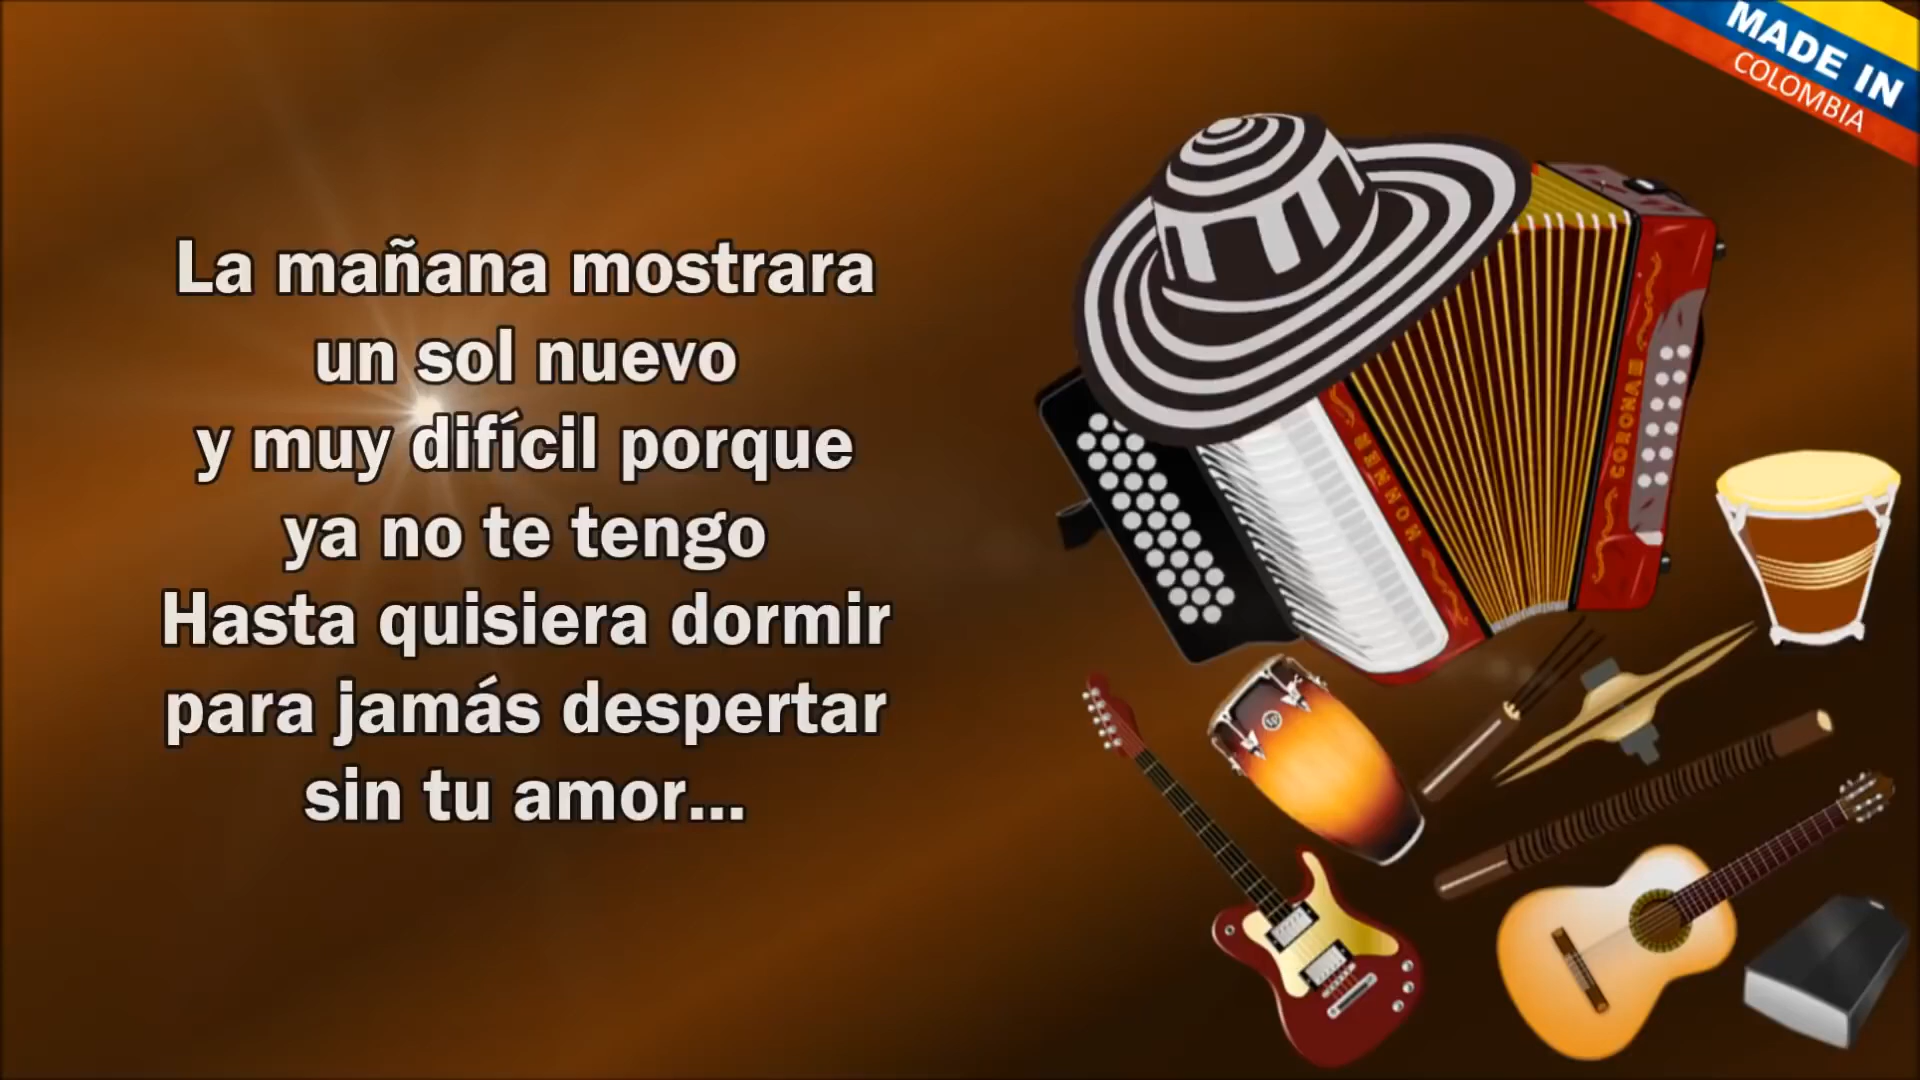 MADE IN
COLOMBIA
La mañana mostrara
un sol nuevo
y muy difícil porque
ya no te tengo
Hasta quisiera dormir
para jamás despertar
sin tu amor...
HOHNER
CORONA III